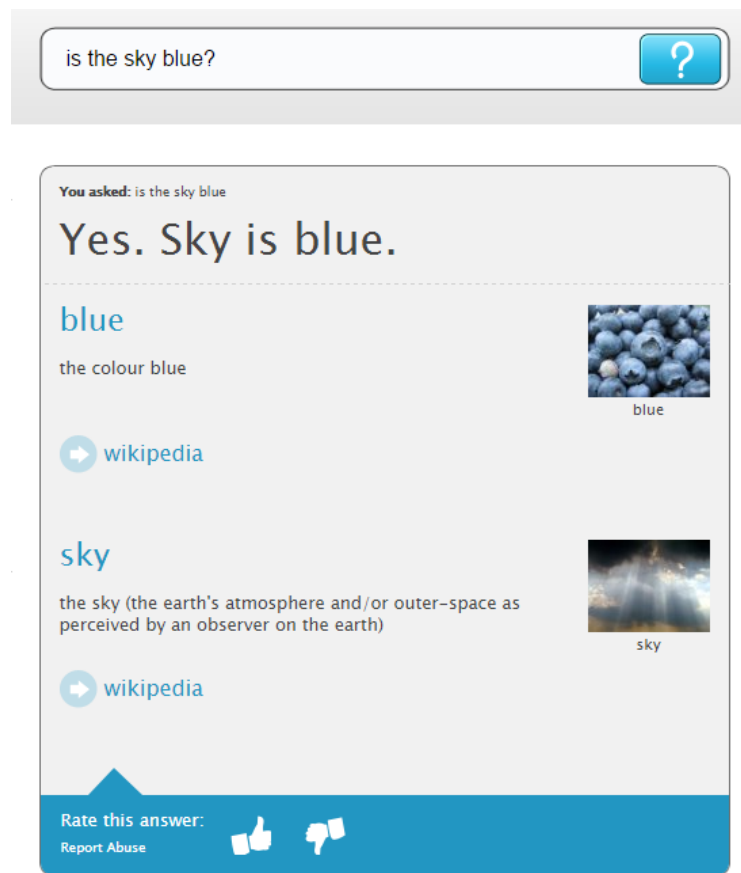 is the sky blue?
?
You asked: is the sky blue
Yes. Sky is blue.
blue
the colour blue
blue
wikipedia
sky
the sky (the earth's atmosphere and/or outer-space as
perceived by an observer on the earth)
sky
wikipedia
Rate this answer:
Report Abuse